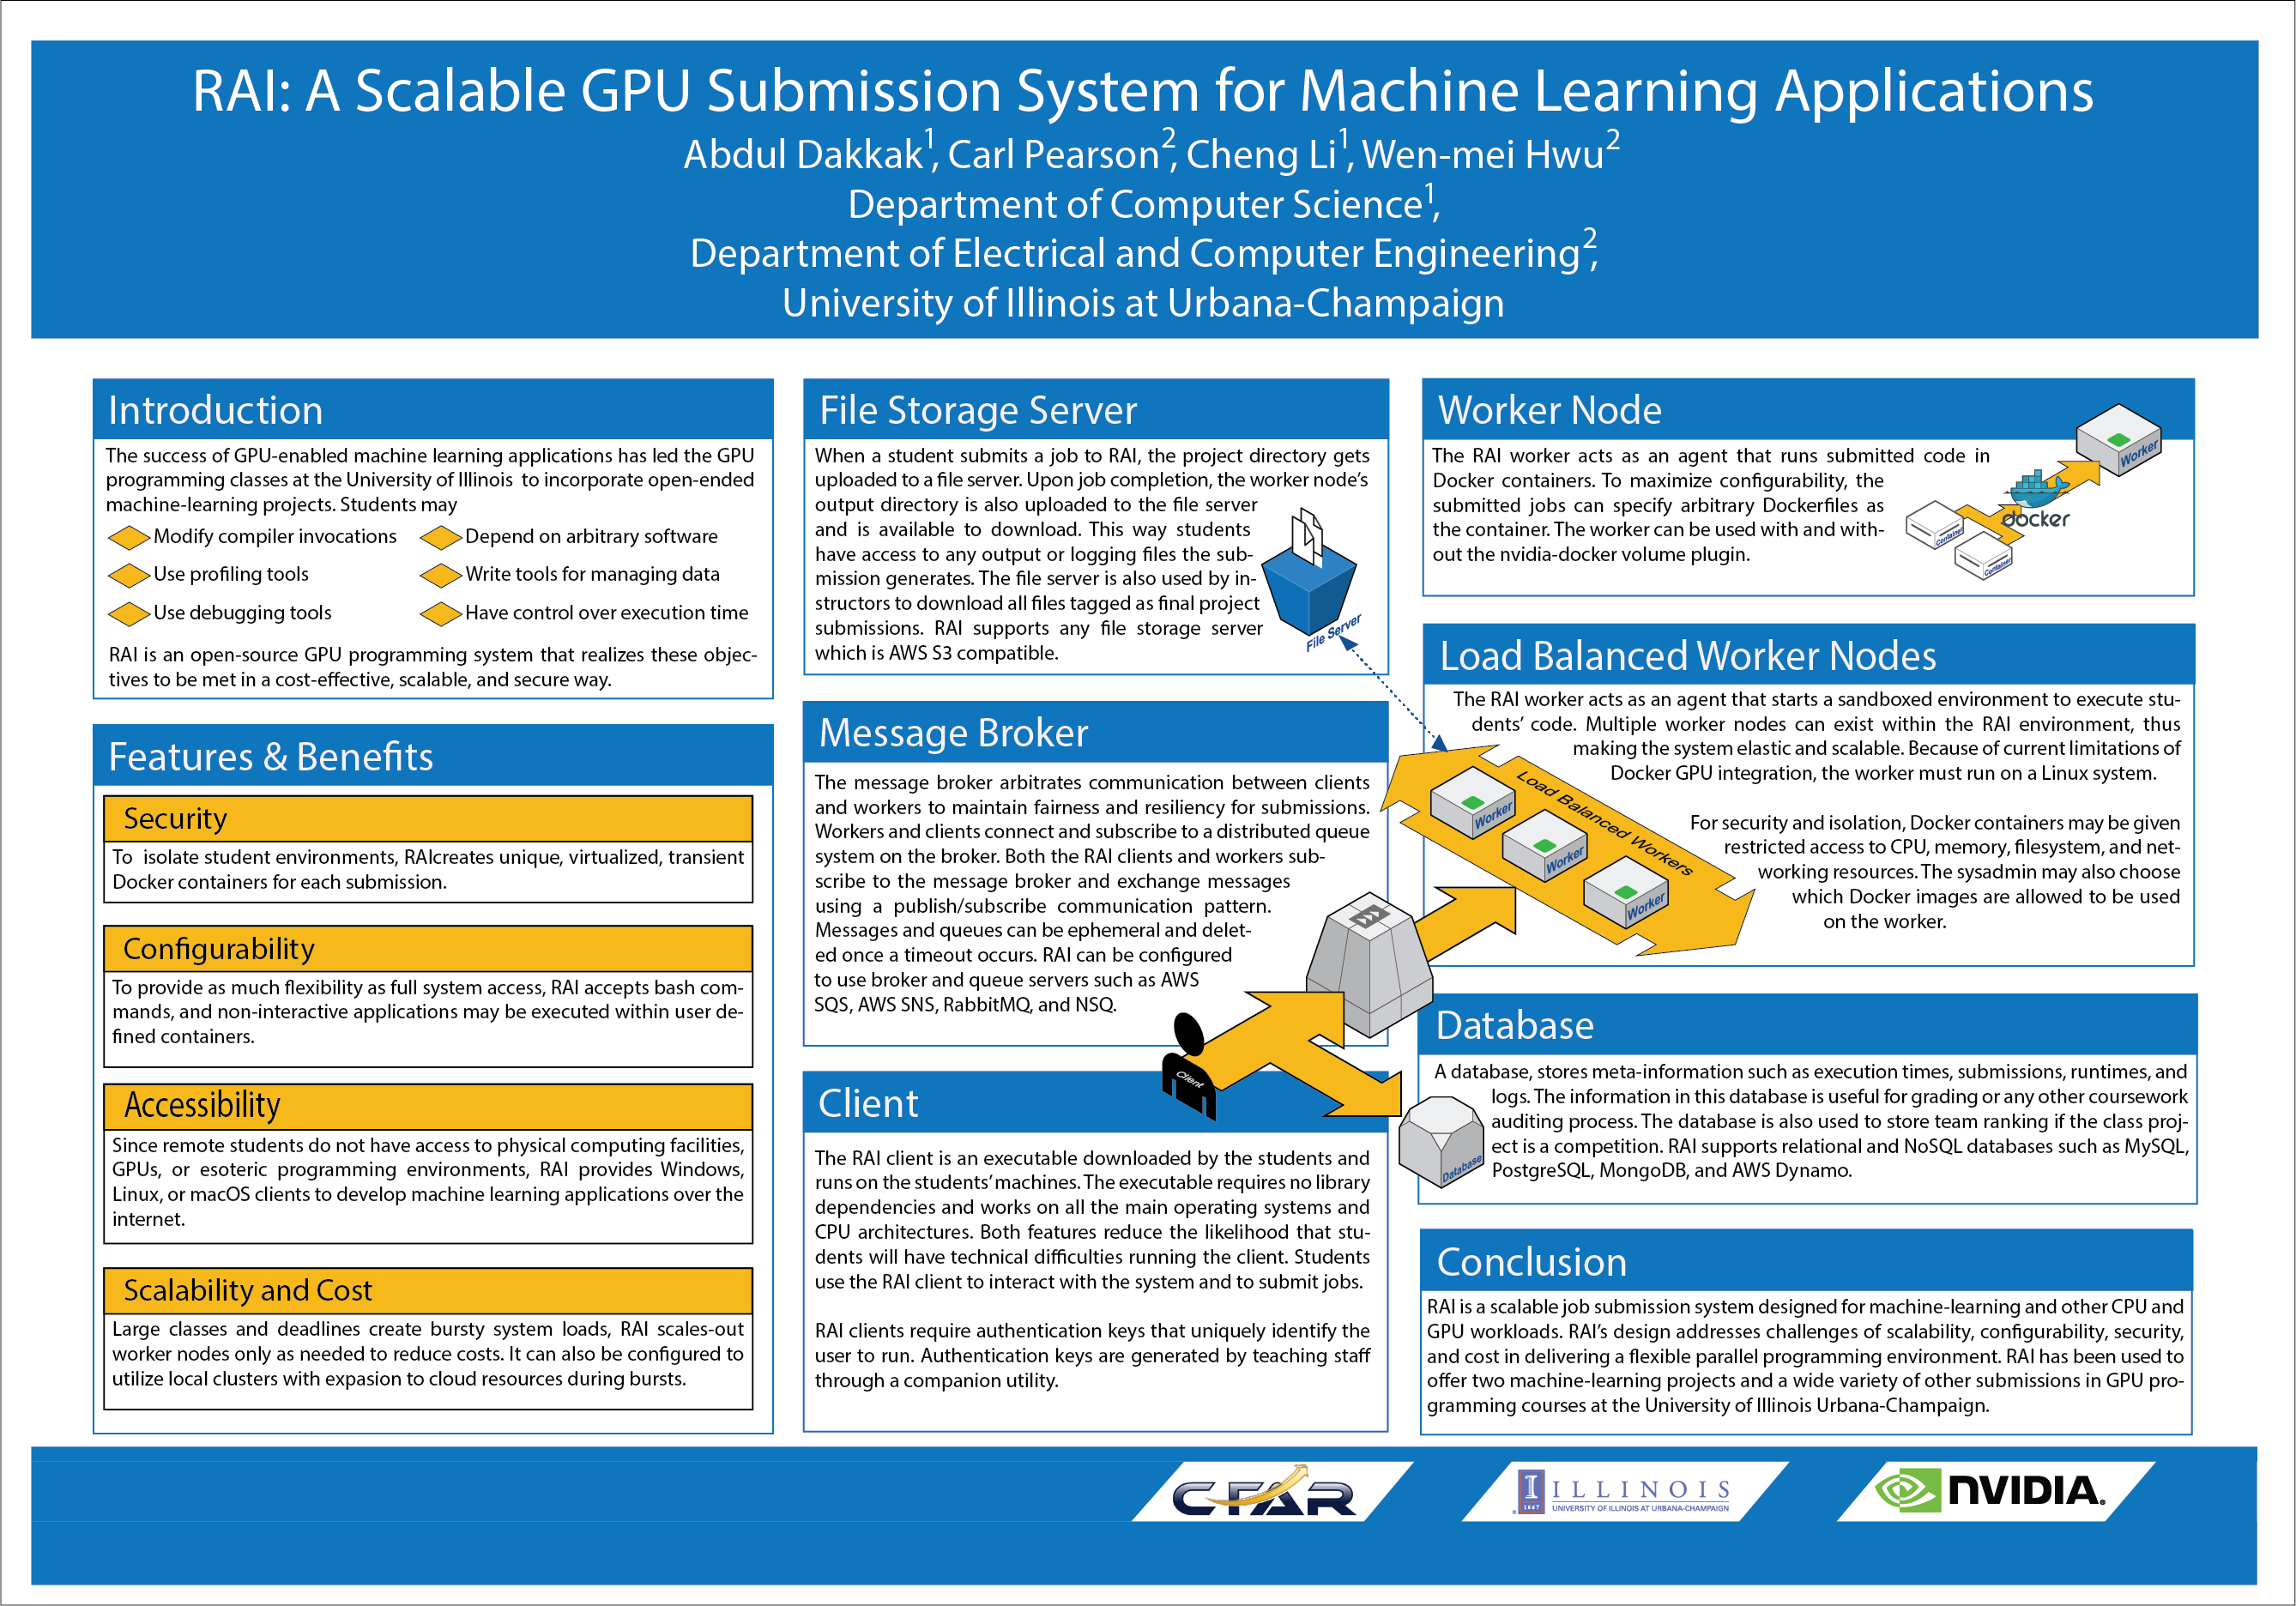 RAI: A Scalable GPU Submission System for Machine Learning Applications
Abdul Dakkak1, Carl Pearson2, Cheng Li1, Wen-mei Hwu2
Department of Computer Science1,
Department of Electrical and Computer Engineering2,
University of Illinois at Urbana-Champaign
Introduction
The success of GPU-enabled machine learning applications has led the GPU
programming classes at the University of Illinois to incorporate open-ended
machine-learning projects. Students may
Modify compiler invocations
Depend on arbitrary software
Use profiling tools
Write tools for managing data
Use debugging tools
Have control over execution time
RAI is an open-source GPU programming system that realizes these objec-
tives to be met in a cost-effective, scalable, and secure way.
Features & Benefits
Security
To isolate student environments, RAIcreates unique, virtualized, transient
Docker containers for each submission.
Configurability
To provide as much flexibility as full system access, RAI accepts bash com-
mands, and non-interactive applications may be executed within user de-
fined containers.
Accessibility
Since remote students do not have access to physical computing facilities,
GPUs, or esoteric programming environments, RAI provides Windows,
Linux, or macOS clients to develop machine learning applications over the
internet.
Scalability and Cost
Large classes and deadlines create bursty system loads, RAI scales-out
worker nodes only as needed to reduce costs. It can also be configured to
utilize local clusters with expasion to cloud resources during bursts.
File Storage Server
When a student submits a job to RAI, the project directory gets
uploaded to a file server. Upon job completion, the worker node's
output directory is also uploaded to the file server
and is available to download. This way students
have access to any output or logging files the sub-
mission generates. The file server is also used by in-
structors to download all files tagged as final project
submissions. RAI supports any file storage server
which is AWS S3 compatible.
File Server
Message Broker
The message broker arbitrates communication between clients
and workers to maintain fairness and resiliency for submissions.
Workers and clients connect and subscribe to a distributed queue
system on the broker. Both the RAI clients and workers sub-
scribe to the message broker and exchange messages
using a publish/subscribe communication pattern.
Messages and queues can be ephemeral and delet-
ed once a timeout occurs. RAI can be configured
to use broker and queue servers such as AWS
SQS, AWS SNS, RabbitMQ, and NSQ.
Client
Client
The RAI client is an executable downloaded by the students and
runs on the students' machines. The executable requires no library
dependencies and works on all the main operating systems and
CPU architectures. Both features reduce the likelihood that stu-
dents will have technical difficulties running the client. Students
use the RAI client to interact with the system and to submit jobs.
RAI clients require authentication keys that uniquely identify the
user to run. Authentication keys are generated by teaching staff
through a companion utility.
Worker Node
The RAI worker acts as an agent that runs submitted code in
Docker containers. To maximize configurability, the
submitted jobs can specify arbitrary Dockerfiles as
the container. The worker can be used with and with-
out the nvidia-docker volume plugin.
Worker
docker
Container
Container
Load Balanced Worker Nodes
The RAI worker acts as an agent that starts a sandboxed environment to execute stu-
dents' code. Multiple worker nodes can exist within the RAI environment, thus
making the system elastic and scalable. Because of current limitations of
Docker GPU integration, the worker must run on a Linux system.
For security and isolation, Docker containers may be given
restricted access to CPU, memory, filesystem, and net-
working resources. The sysadmin may also choose
which Docker images are allowed to be used
on the worker.
Load Balanced Workers
Worker
Worker
Worker
Database
A database, stores meta-information such as execution times, submissions, runtimes, and
logs. The information in this database is useful for grading or any other coursework
auditing process. The database is also used to store team ranking if the class proj-
ect is a competition. RAI supports relational and NoSQL databases such as MySQL,
PostgreSQL, MongoDB, and AWS Dynamo.
Database
Conclusion
RAI is a scalable job submission system designed for machine-learning and other CPU and
GPU workloads. RAI's design addresses challenges of scalability, configurability, security,
and cost in delivering a flexible parallel programming environment. RAI has been used to
offer two machine-learning projects and a wide variety of other submissions in GPU pro-
gramming courses at the University of Illinois Urbana-Champaign.
CFAR
I
1867
ILLINOIS
UNIVERSITY OF ILLINOIS AT URBANA-CHAMPAIGN
NVIDIA.